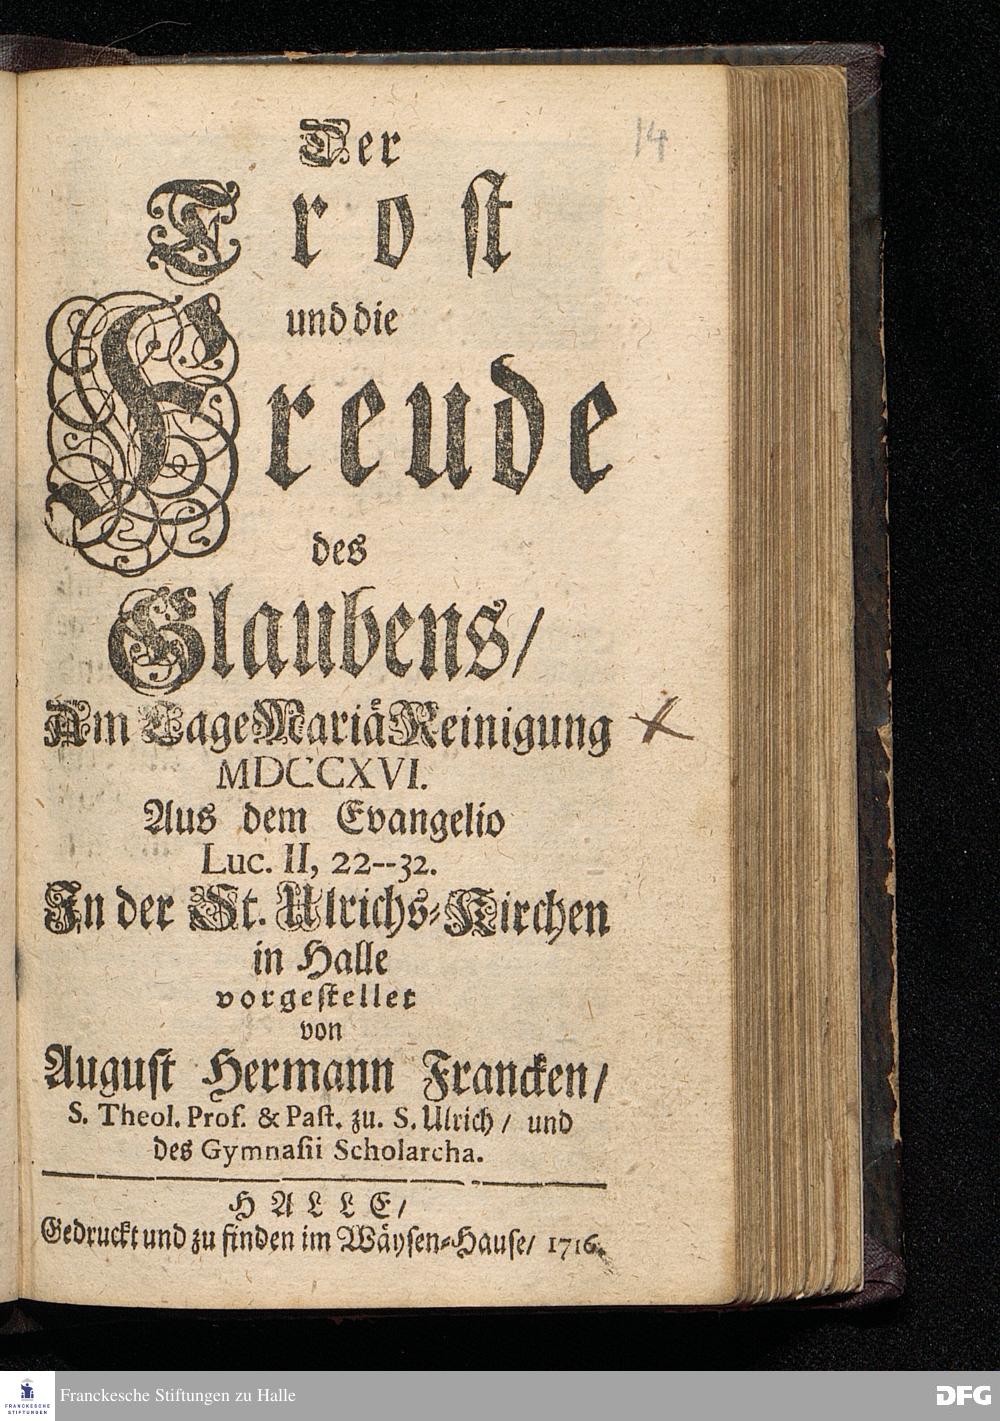 14
Der
Trost
und die
Freude
des
Glaubens/
Am Tage Mariä Reinigung
MDCCXVI.
Aus dem Evangelio
Luc. II, 22--32.
In der St. Ulrichs-Kirchen
in Halle
vorgestellet
von
August Hermann Francken/
S. Theol. Prof. & Past. zu. S. Ulrich/ und
des Gymnasii Scholarcha.
HALLE/
Gedruckt und zu finden im Wäysen-Hause/ 1716.
FRANCKESCHE
STIFTUNGEN
Franckesche Stiftungen zu Halle
DFG